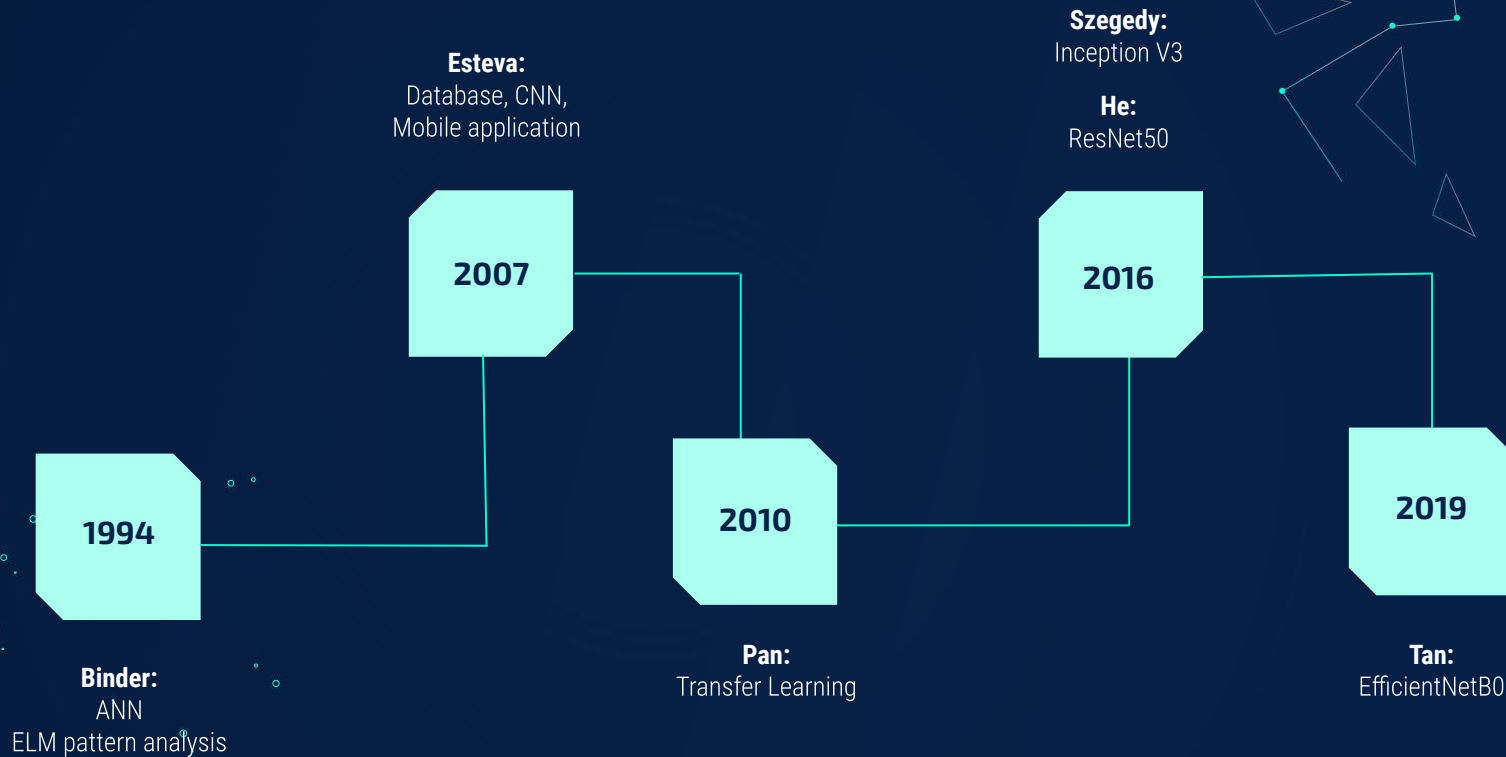 1994
Binder:
ANN
ELM pattern analysis
Esteva:
Database, CNN,
Mobile application
2007
2010
Pan:
Transfer Learning
Szegedy:
Inception V3
He:
ResNet50
2016
2019
Tan:
EfficientNetB0